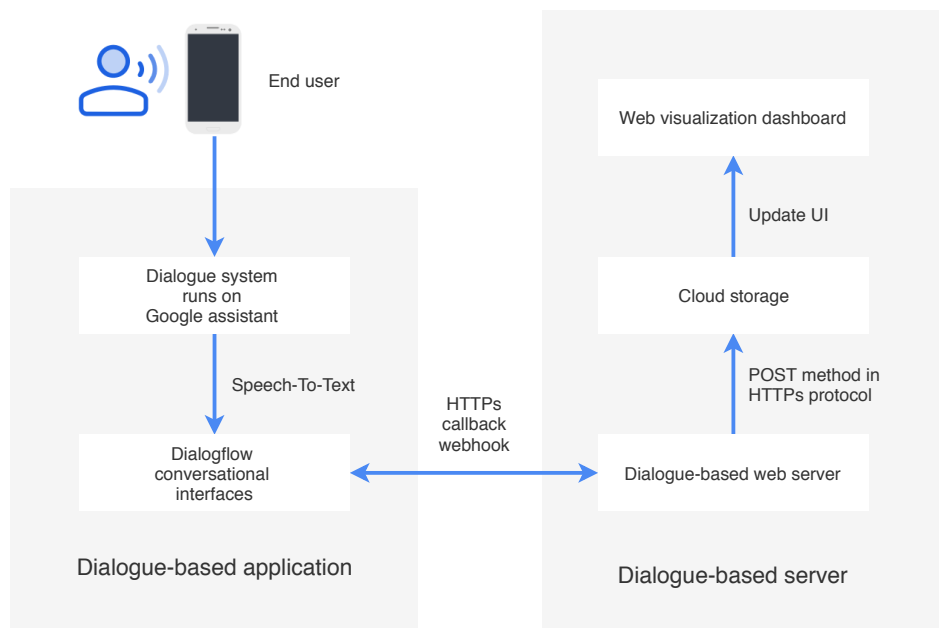 End user
Dialogue system
runs on
Google assistant
Speech-To-Text
Dialogflow
conversational
interfaces
Dialogue-based application
HTTPs
callback
webhook
Web visualization dashboard
Update UI
Cloud storage
POST method in
HTTPs protocol
Dialogue-based web server
Dialogue-based server